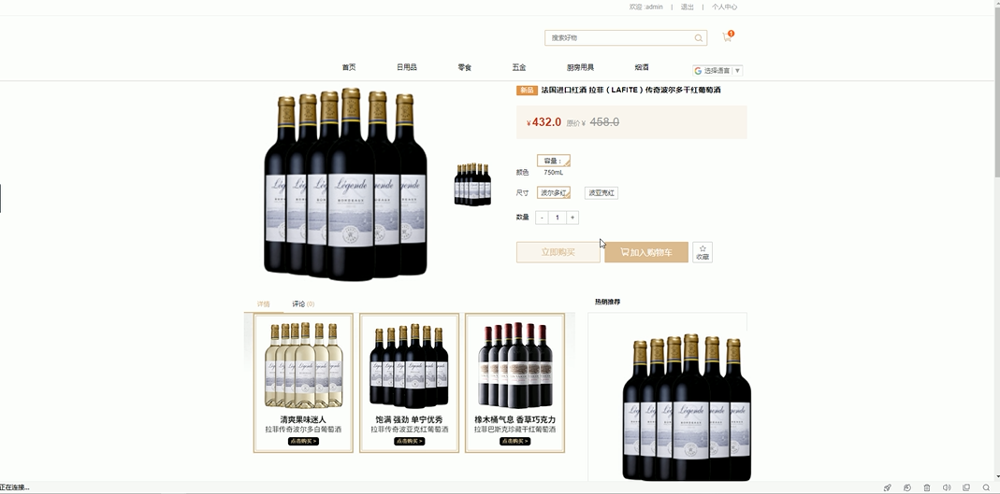 欢迎 :admin | 退出 | 个人中心
搜索好物
1
首页 日用品 零食 五金 厨房用具 烟酒 G 选择语言 | ▼
新品 法国进口红酒 拉菲（LAFITE）传奇波尔多干红葡萄酒
¥432.0 原价¥ 458.0
容量：
颜色 750mL
尺寸 波尔多红 波亚克红
数量 - 1 +
立即购买 加入购物车 收藏
详情 评论 (0) 热销推荐
Légende
清爽果味迷人 饱满 强劲 单宁优秀 橡木桶气息 香草巧克力
拉菲传奇波尔多白葡萄酒 拉菲传奇波亚克红葡萄酒 拉菲巴斯克珍藏干红葡萄酒
点击购买 > 点击购买 > 点击购买 >
Légende
正在连接...